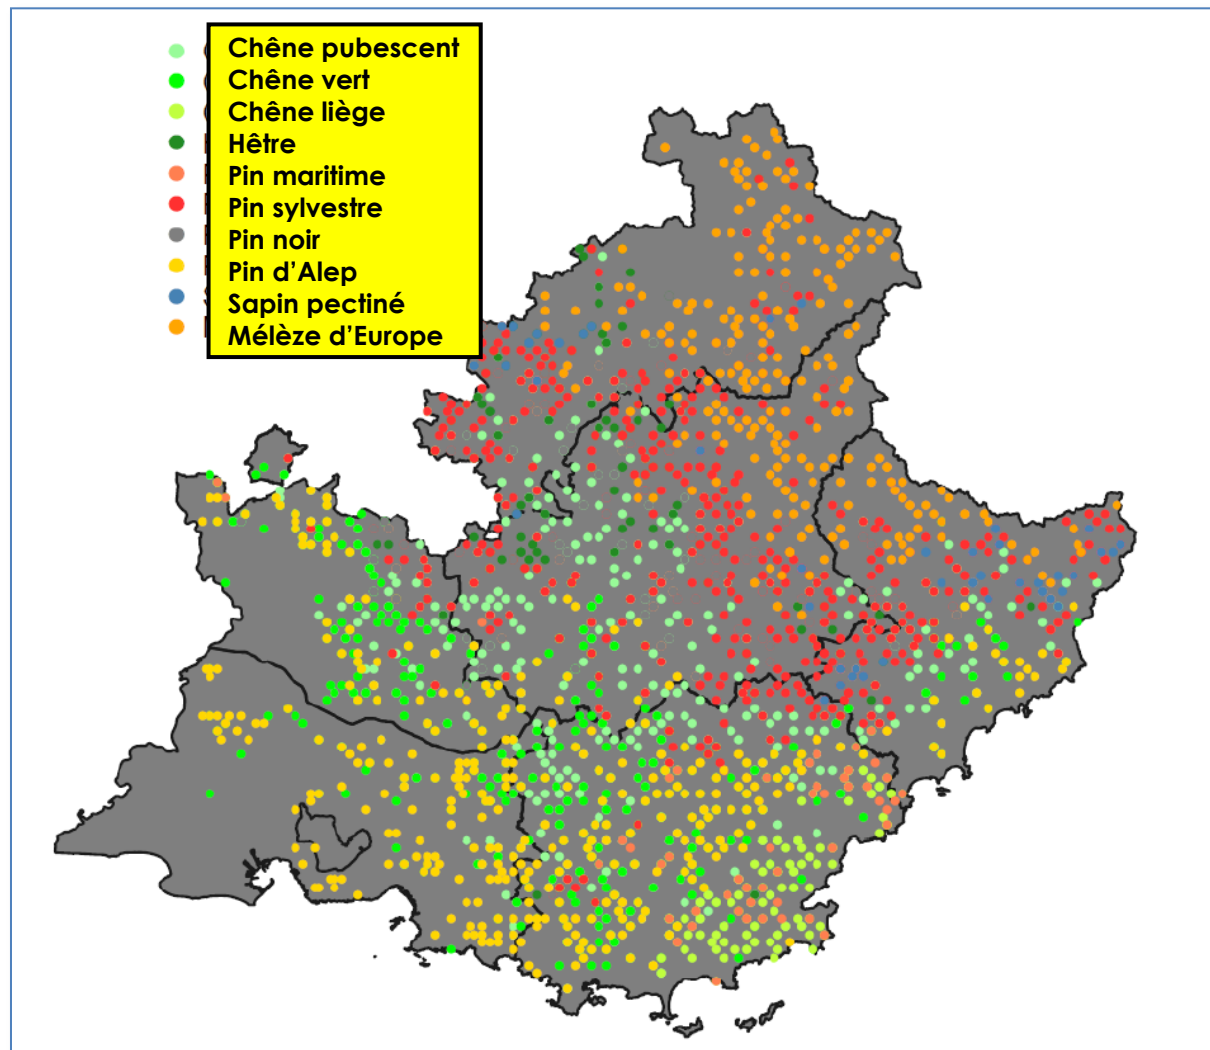 Chêne pubescent
Chêne vert
Chêne liège
Hêtre
Pin maritime
Pin sylvestre
Pin noir
Pin d’Alep
Sapin pectiné
Mélèze d’Europe